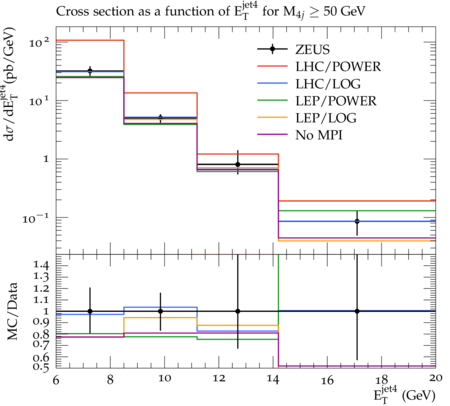 Cross section as a function of E_T^jet4 for M_4j ≥ 50 GeV
dσ/dE_T^jet4 (pb/GeV)
10^2
10^1
1
10^−1
ZEUS
LHC/POWER
LHC/LOG
LEP/POWER
LEP/LOG
No MPI
MC/Data
1.4
1.3
1.2
1.1
1
0.9
0.8
0.7
0.6
0.5
6 8 10 12 14 16 18 20
E_T^jet4 (GeV)